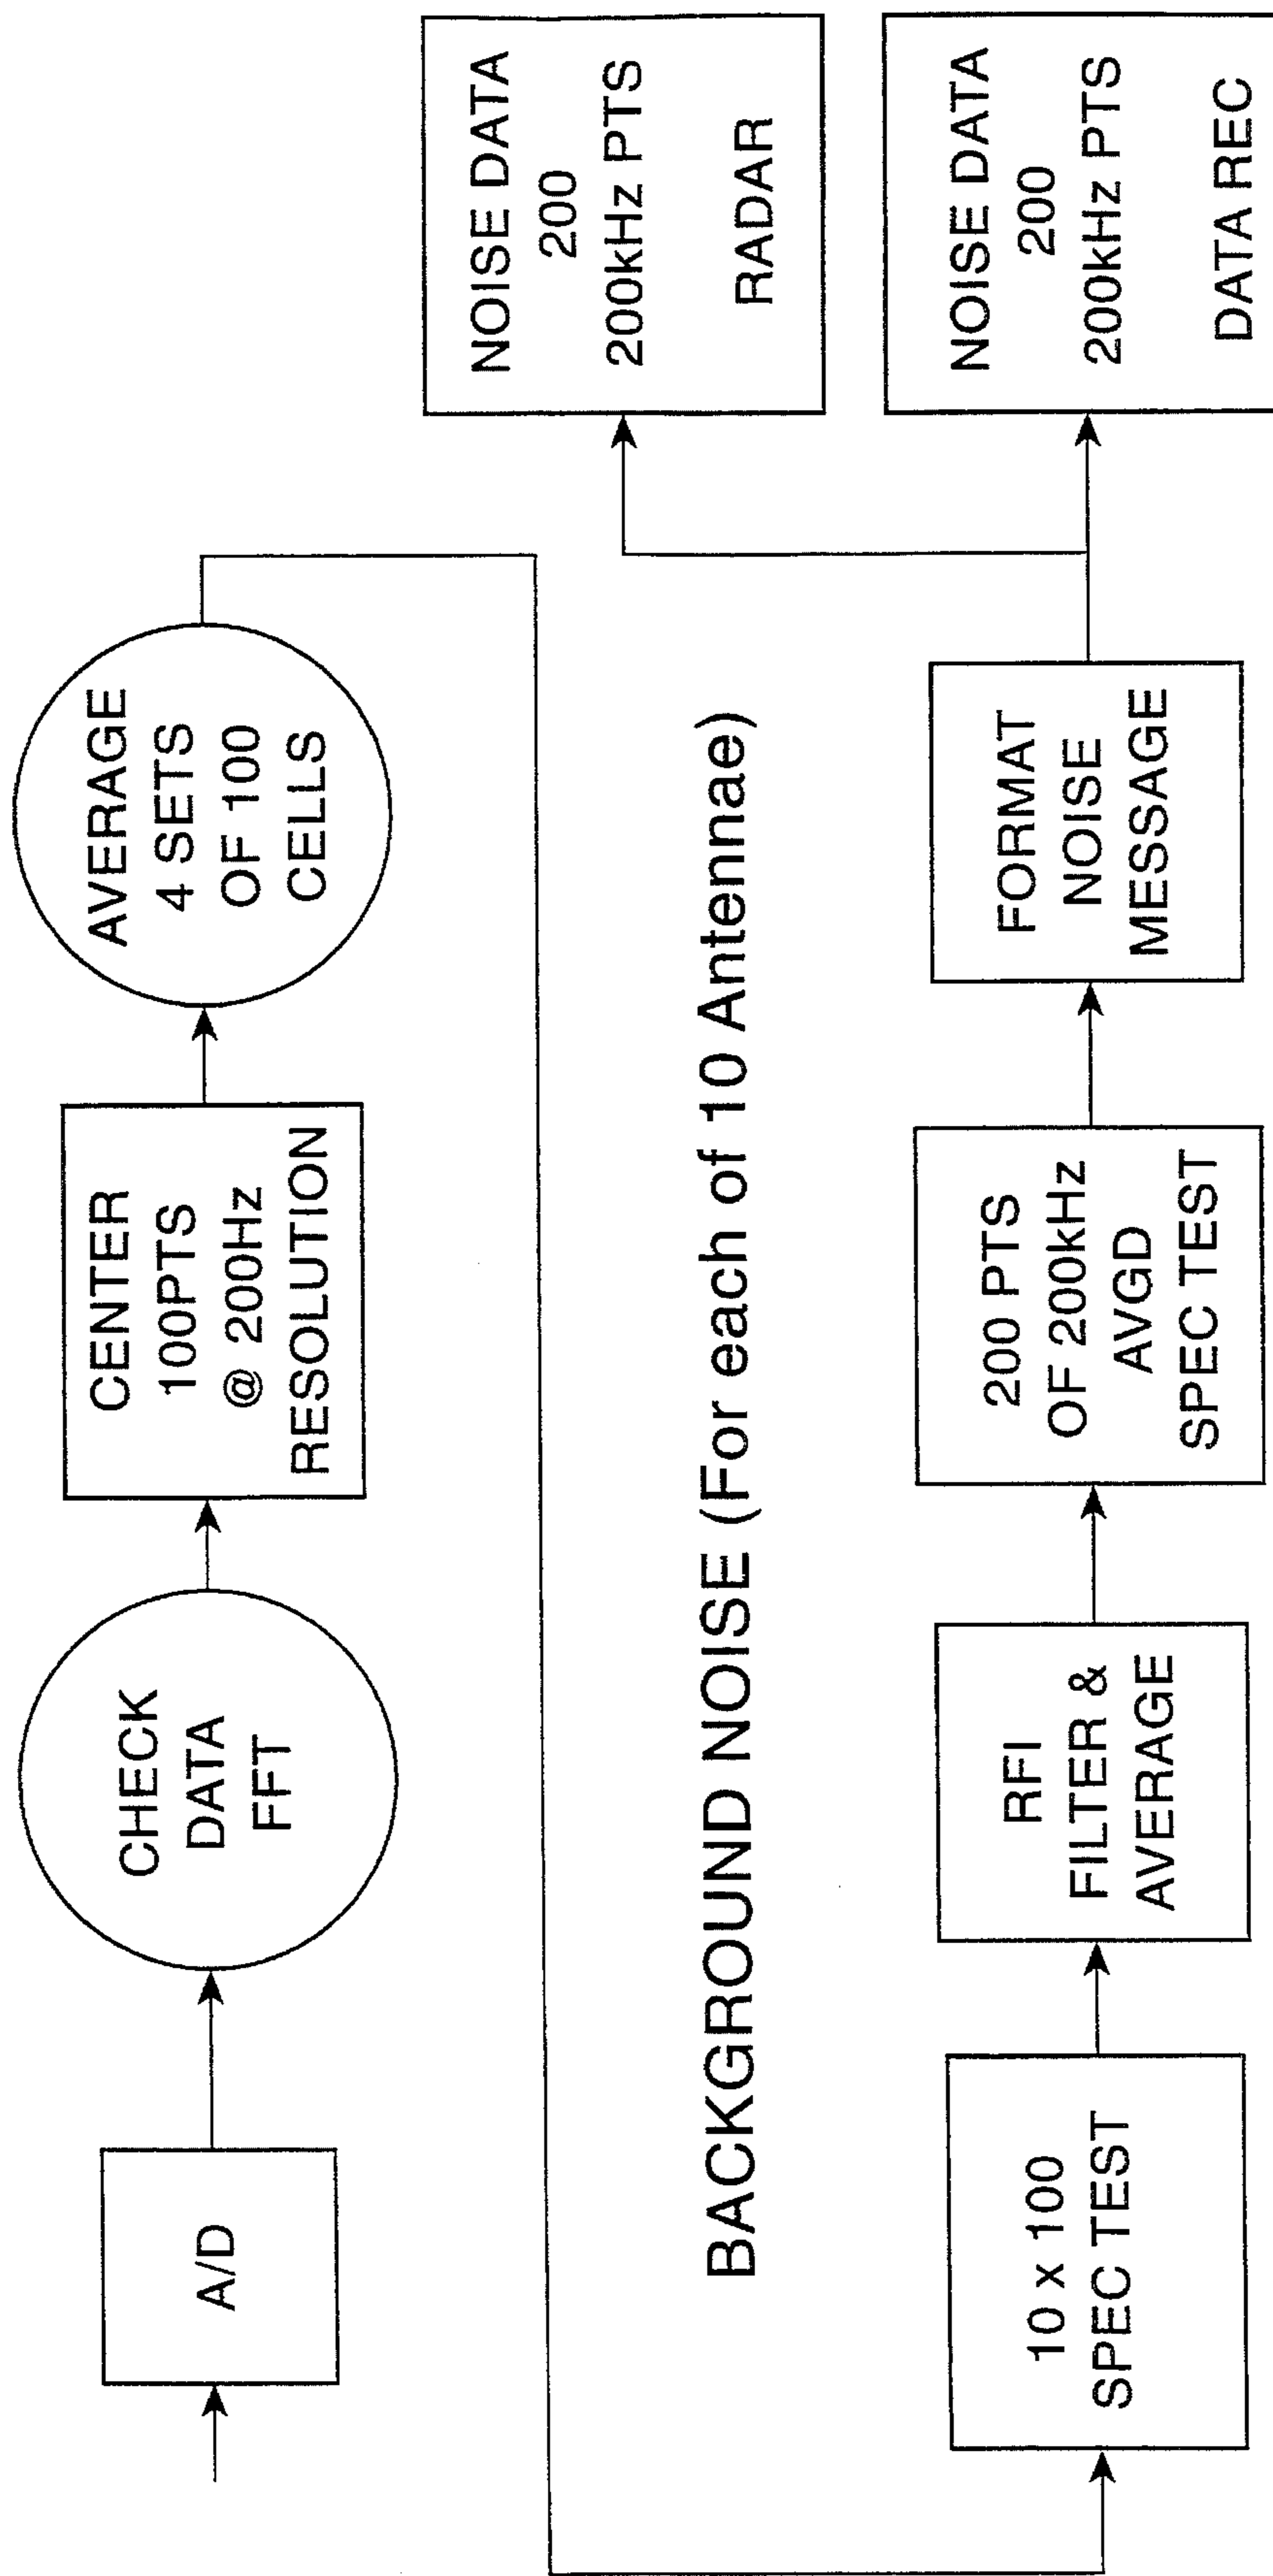 A/D
CHECK
DATA
FFT
CENTER
100PTS
@ 200Hz
RESOLUTION
AVERAGE
4 SETS
OF 100
CELLS
BACKGROUND NOISE (For each of 10 Antennae)
10 x 100
SPEC TEST
RFI
FILTER &
AVERAGE
200 PTS
OF 200kHz
AVGD
SPEC TEST
FORMAT
NOISE
MESSAGE
NOISE DATA
200
200kHz PTS
RADAR
NOISE DATA
200
200kHz PTS
DATA REC